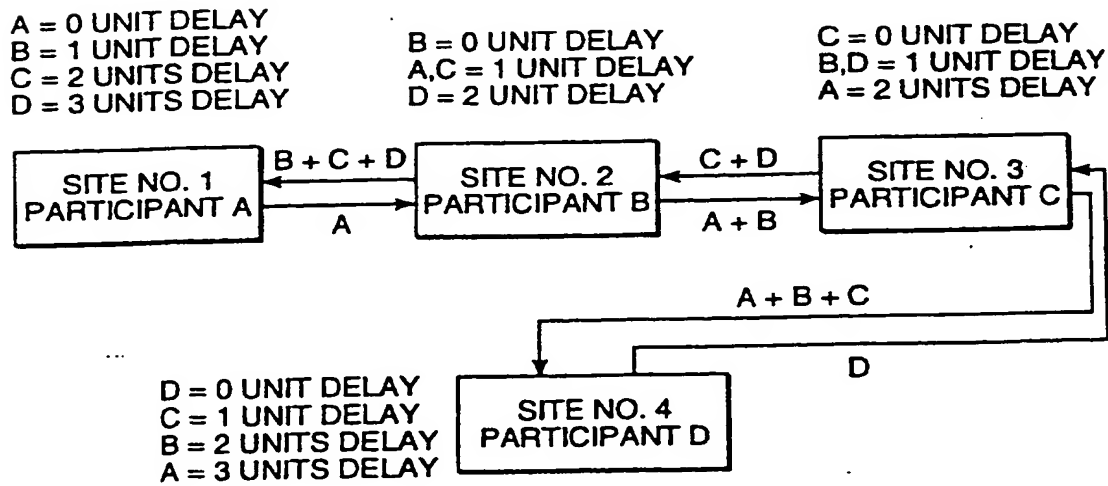 A = 0 UNIT DELAY
B = 1 UNIT DELAY
C = 2 UNITS DELAY
D = 3 UNITS DELAY
B = 0 UNIT DELAY
A,C = 1 UNIT DELAY
D = 2 UNIT DELAY
C = 0 UNIT DELAY
B,D = 1 UNIT DELAY
A = 2 UNITS DELAY
SITE NO. 1
PARTICIPANT A
B + C + D
A
SITE NO. 2
PARTICIPANT B
C + D
A + B
SITE NO. 3
PARTICIPANT C
A + B + C
D
D = 0 UNIT DELAY
C = 1 UNIT DELAY
B = 2 UNITS DELAY
A = 3 UNITS DELAY
SITE NO. 4
PARTICIPANT D